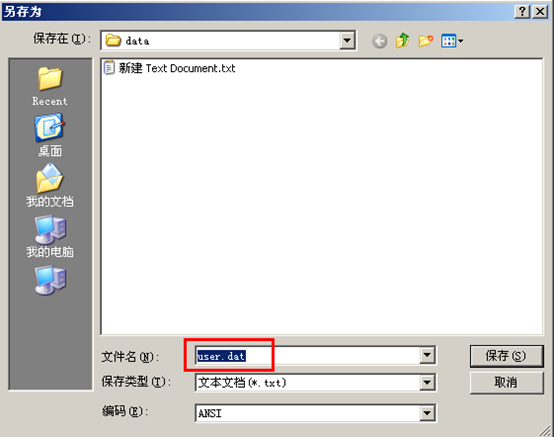 另存为
保存在(I):
data
新建 Text Document.txt
Recent
桌面
我的文档
我的电脑
文件名(N):
user.dat
保存(S)
保存类型(T):
文本文档(*.txt)
取消
编码(E):
ANSI